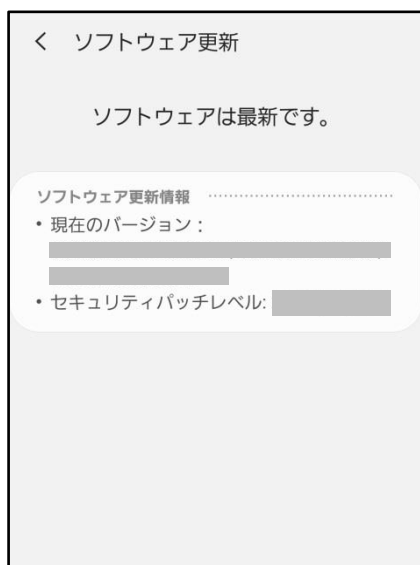 ソフトウェア更新
ソフトウェアは最新です。
ソフトウェア更新情報
• 現在のバージョン :
• セキュリティパッチレベル: